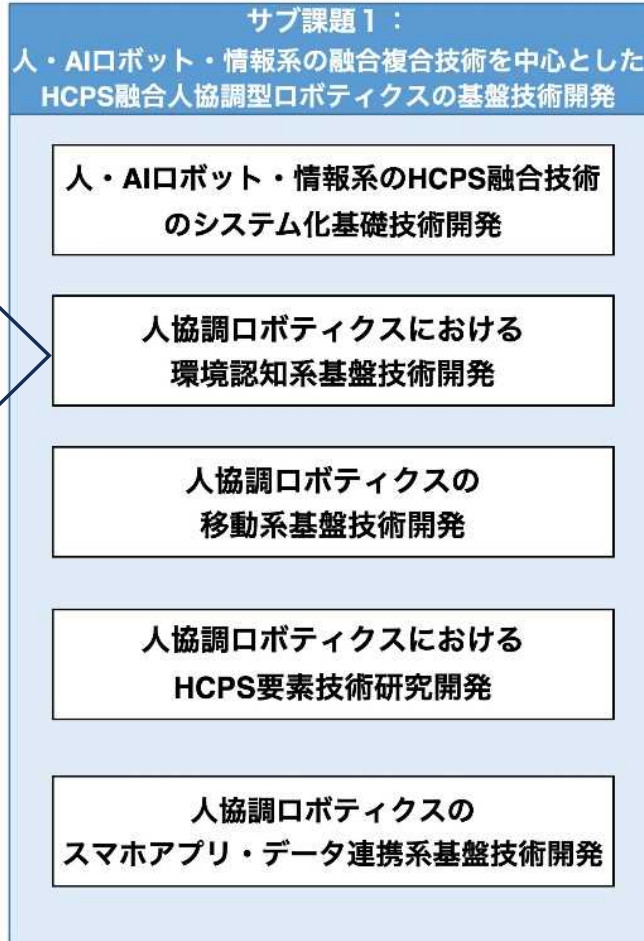 サブ課題1：
人・AIロボット・情報系の融合複合技術を中心とした
HCPS融合人協調型ロボティクスの基盤技術開発
人・AIロボット・情報系のHCPS融合技術
のシステム化基礎技術開発
人協調ロボティクスにおける
環境認知系基盤技術開発
人協調ロボティクスの
移動系基盤技術開発
人協調ロボティクスにおける
HCPS要素技術研究開発
人協調ロボティクスの
スマホアプリ・データ連携系基盤技術開発